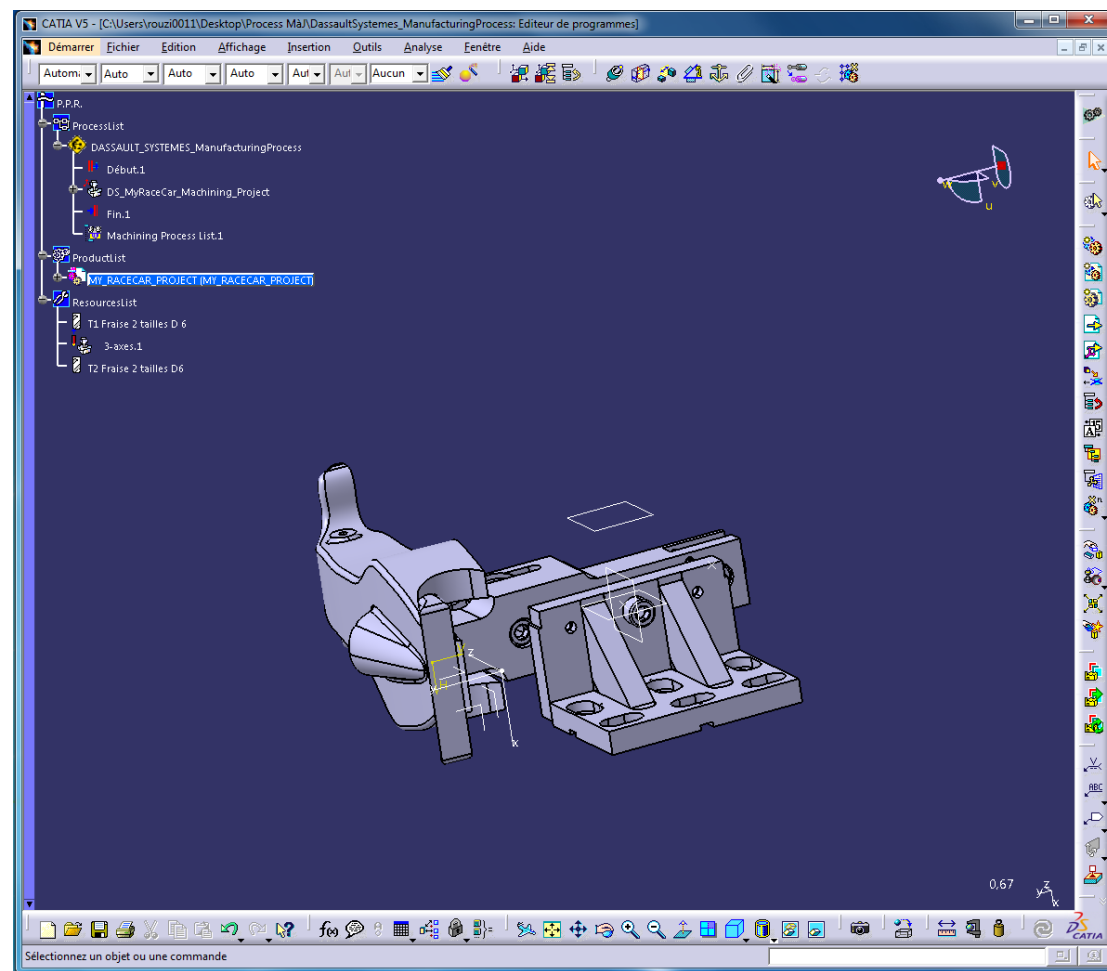 CATIA V5 - [C:\Users\rouzi0011\Desktop\Process MàJ\DassaultSystemes_ManufacturingProcess: Editeur de programmes]
Démarrer Fichier Edition Affichage Insertion Outils Analyse Fenêtre Aide
Auto Auto Auto Aut Aut Aucun
P.P.R.
ProcessList
DASSAULT_SYSTEMES_ManufacturingProcess
Début.1
DS_MyRaceCar_Machining_Project
Fin.1
Machining Process List.1
ProductList
MY_RACECAR_PROJECT (MY_RACECAR_PROJECT)
ResourcesList
T1 Fraise 2 tailles D 6
3-axes.1
T2 Fraise 2 tailles D6
w v
u
z
H
x
ABC
0,67
z
y x
f(x)
CATIA
Sélectionnez un objet ou une commande